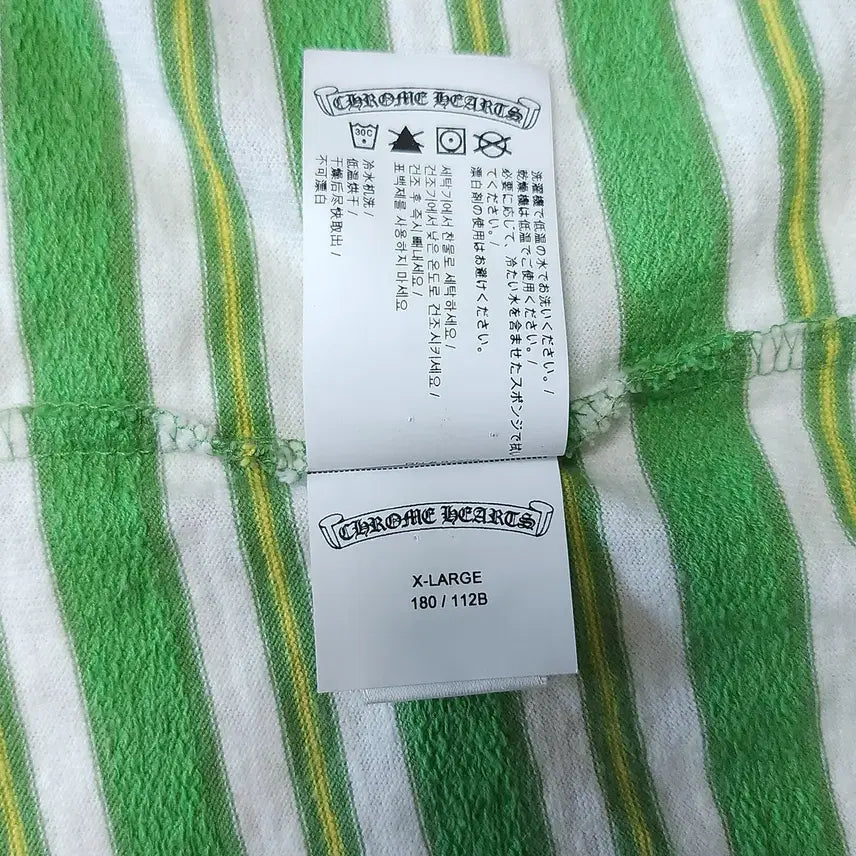 CHROME HEARTS
30C
洗濯機で低温の水でお洗いください。/
乾燥機は低温でご使用ください。/
必要に応じて、冷たい水を含ませたスポンジで拭い
てください。/
漂白剤の使用はお避けください。
세탁기에서 찬물로 세탁하세요/
건조기에서 낮은 온도로 건조시키세요/
건조 후 즉시 빼내세요/
표백제를 사용하지 마세요
冷水机洗/
低温烘干/
干燥后尽快取出/
不可漂白
CHROME HEARTS
X-LARGE
180 / 112B